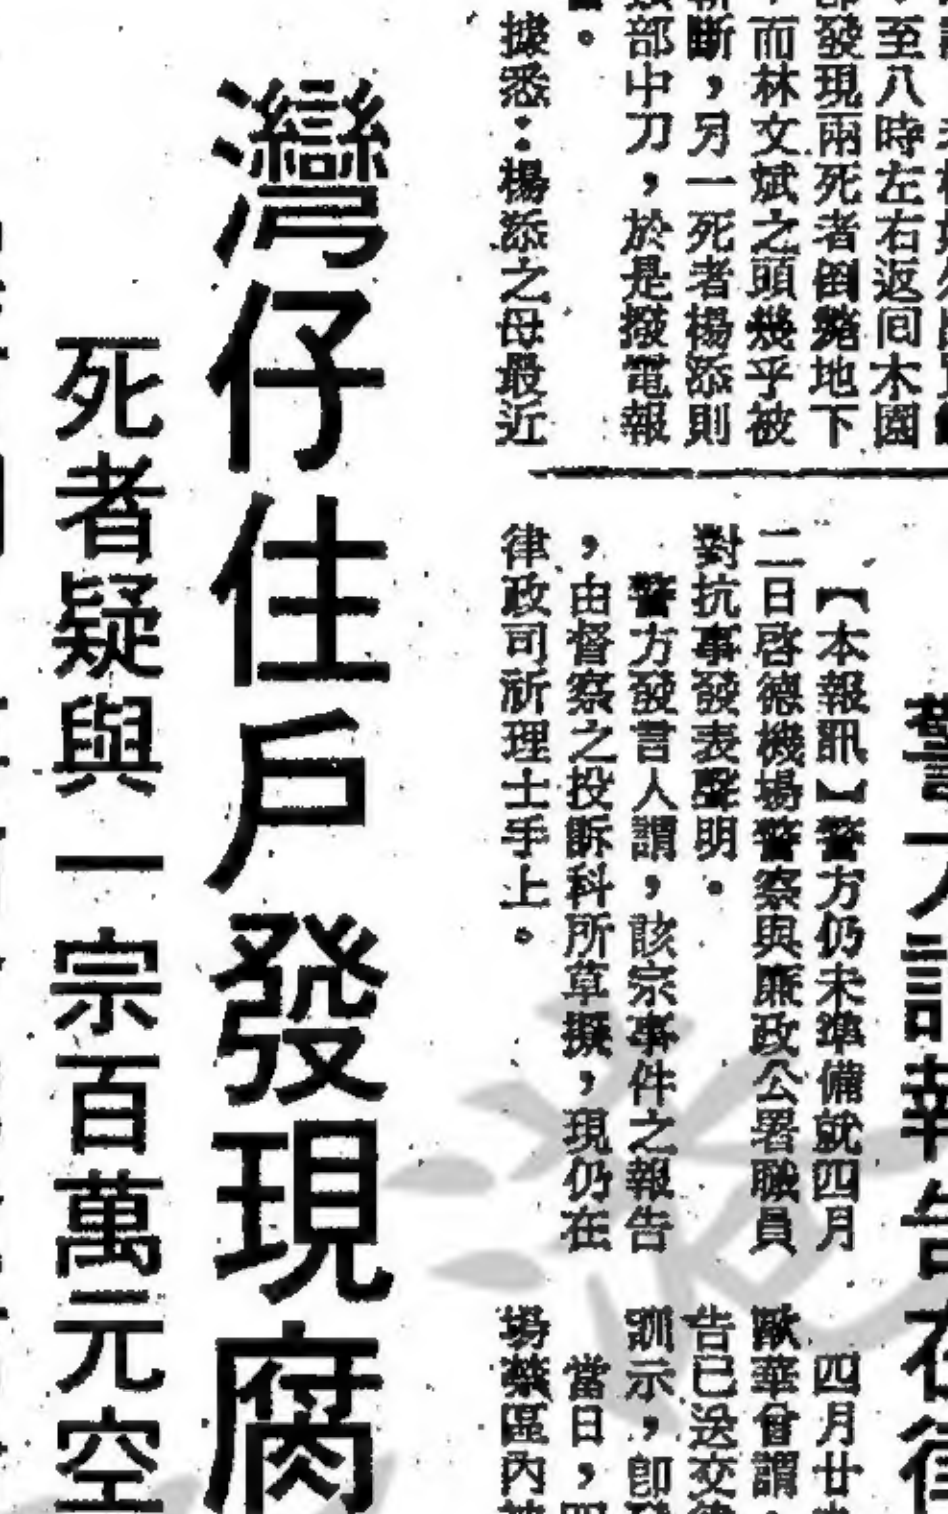 至八時左右返回木園
部發現兩死者倒斃地下
而林文斌之頭幾乎被
斬斷，另一死者楊添則
部中刀，於是撥電報
。
據悉：楊添之母最近
【本報訊】警方仍未準備就四月
二日啓德機場警察與廉政公署職員
對抗事發表聲明。
警方發言人謂，該宗事件之報告
，由督察之投訴科所草擬，現仍在
律政司祈理士手上。
四月廿
歐華曾謂
告已送交律
訓示，卽
當日，
場禁區內
灣仔住戶發現腐
死者疑與一宗百萬元空